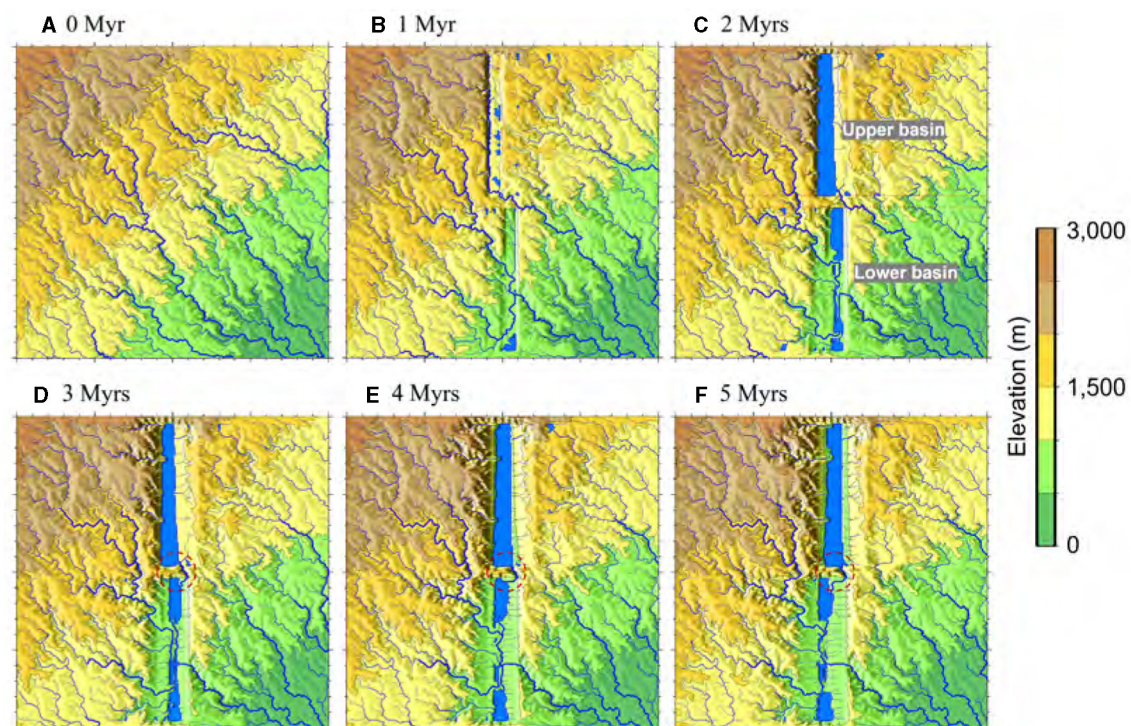 A 0 Myr
B 1 Myr
C 2 Myrs
Upper basin
Lower basin
D 3 Myrs
E 4 Myrs
F 5 Myrs
3,000
1,500
0
Elevation (m)